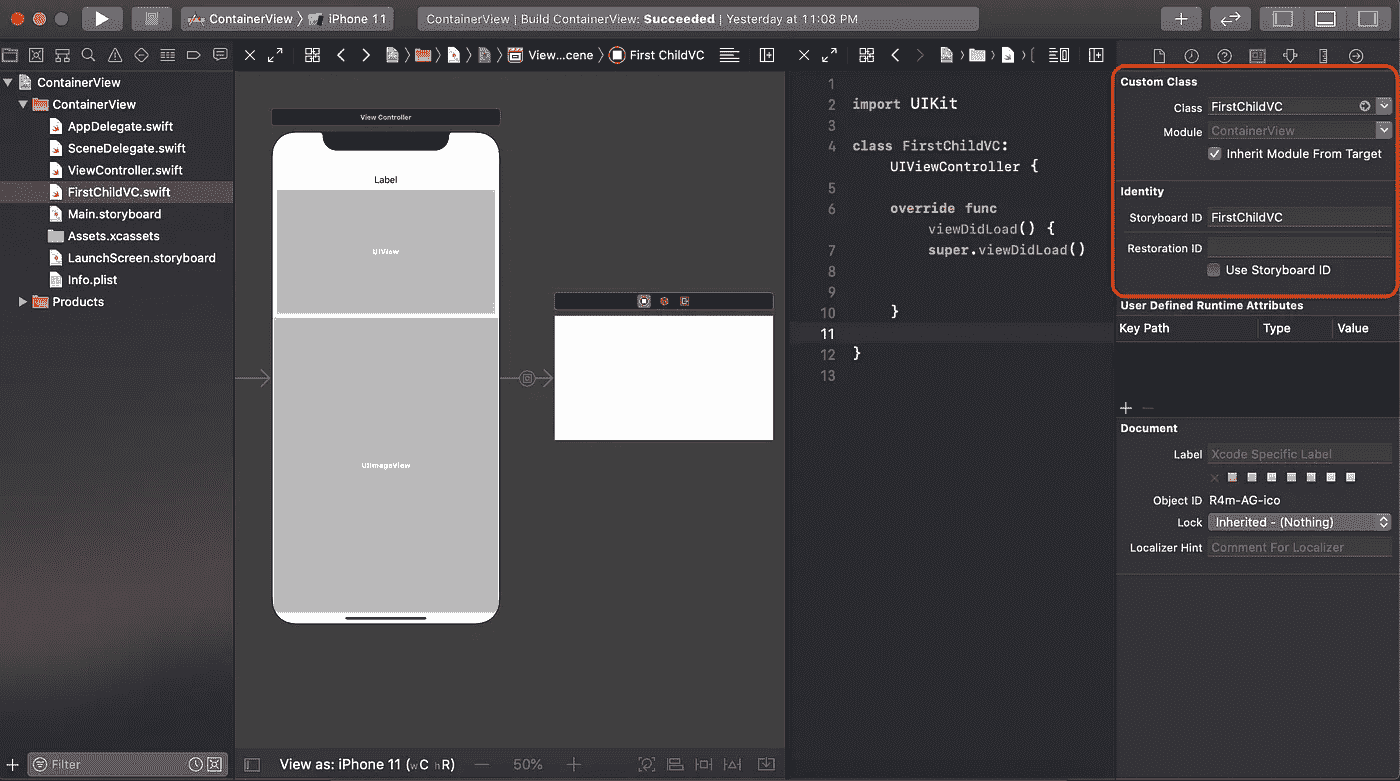 ContainerView 〉 iPhone 11
ContainerView | Build ContainerView: Succeeded | Yesterday at 11:08 PM
View...cene 〉 First ChildVC
ContainerView
ContainerView
AppDelegate.swift
SceneDelegate.swift
ViewController.swift
FirstChildVC.swift
Main.storyboard
Assets.xcassets
LaunchScreen.storyboard
Info.plist
Products
Filter
View Controller
Label
UIView
UIImageView
View as: iPhone 11 (wC hR)
50%
1
2 import UIKit
3
4 class FirstChildVC:
UIViewController {
5
6 override func
viewDidLoad() {
7 super.viewDidLoad()
8
9
10 }
11
12 }
13
Custom Class
Class FirstChildVC
Module ContainerView
Inherit Module From Target
Identity
Storyboard ID FirstChildVC
Restoration ID
Use Storyboard ID
User Defined Runtime Attributes
Key Path Type Value
Document
Label Xcode Specific Label
Object ID R4m-AG-ico
Lock Inherited - (Nothing)
Localizer Hint Comment For Localizer